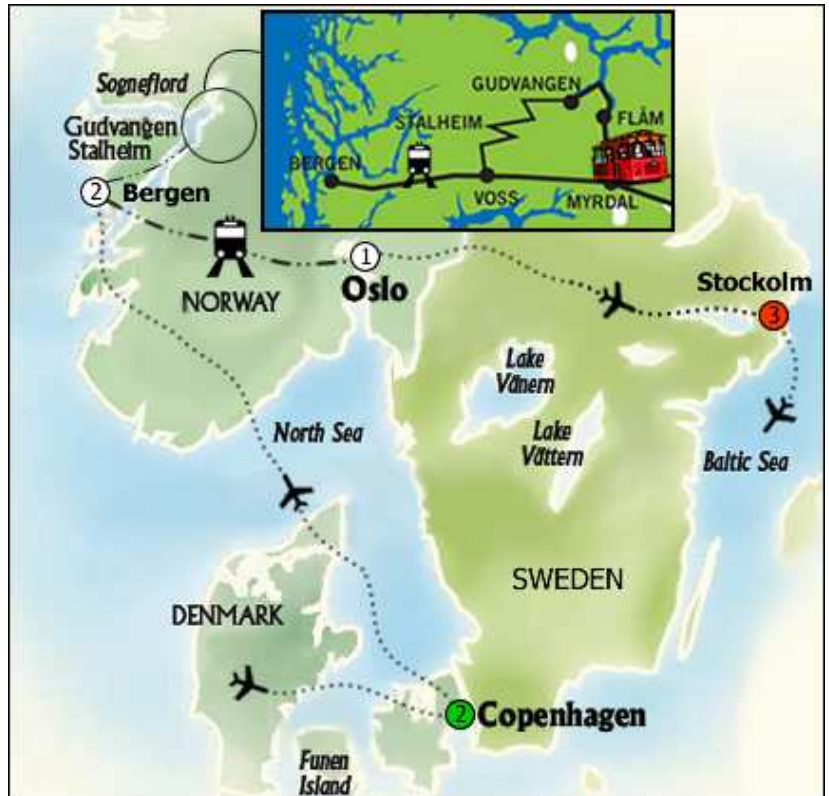 Sognefjord
Gudvangen
Stalheim
2
Bergen
GUDVANGEN
STALHEIM
FLÅM
BERGEN
VOSS
MYRDAL
1
Oslo
NORWAY
Stockolm
3
Lake
Vänern
Lake
Vättern
North Sea
Baltic Sea
SWEDEN
DENMARK
2
Copenhagen
Funen
Island